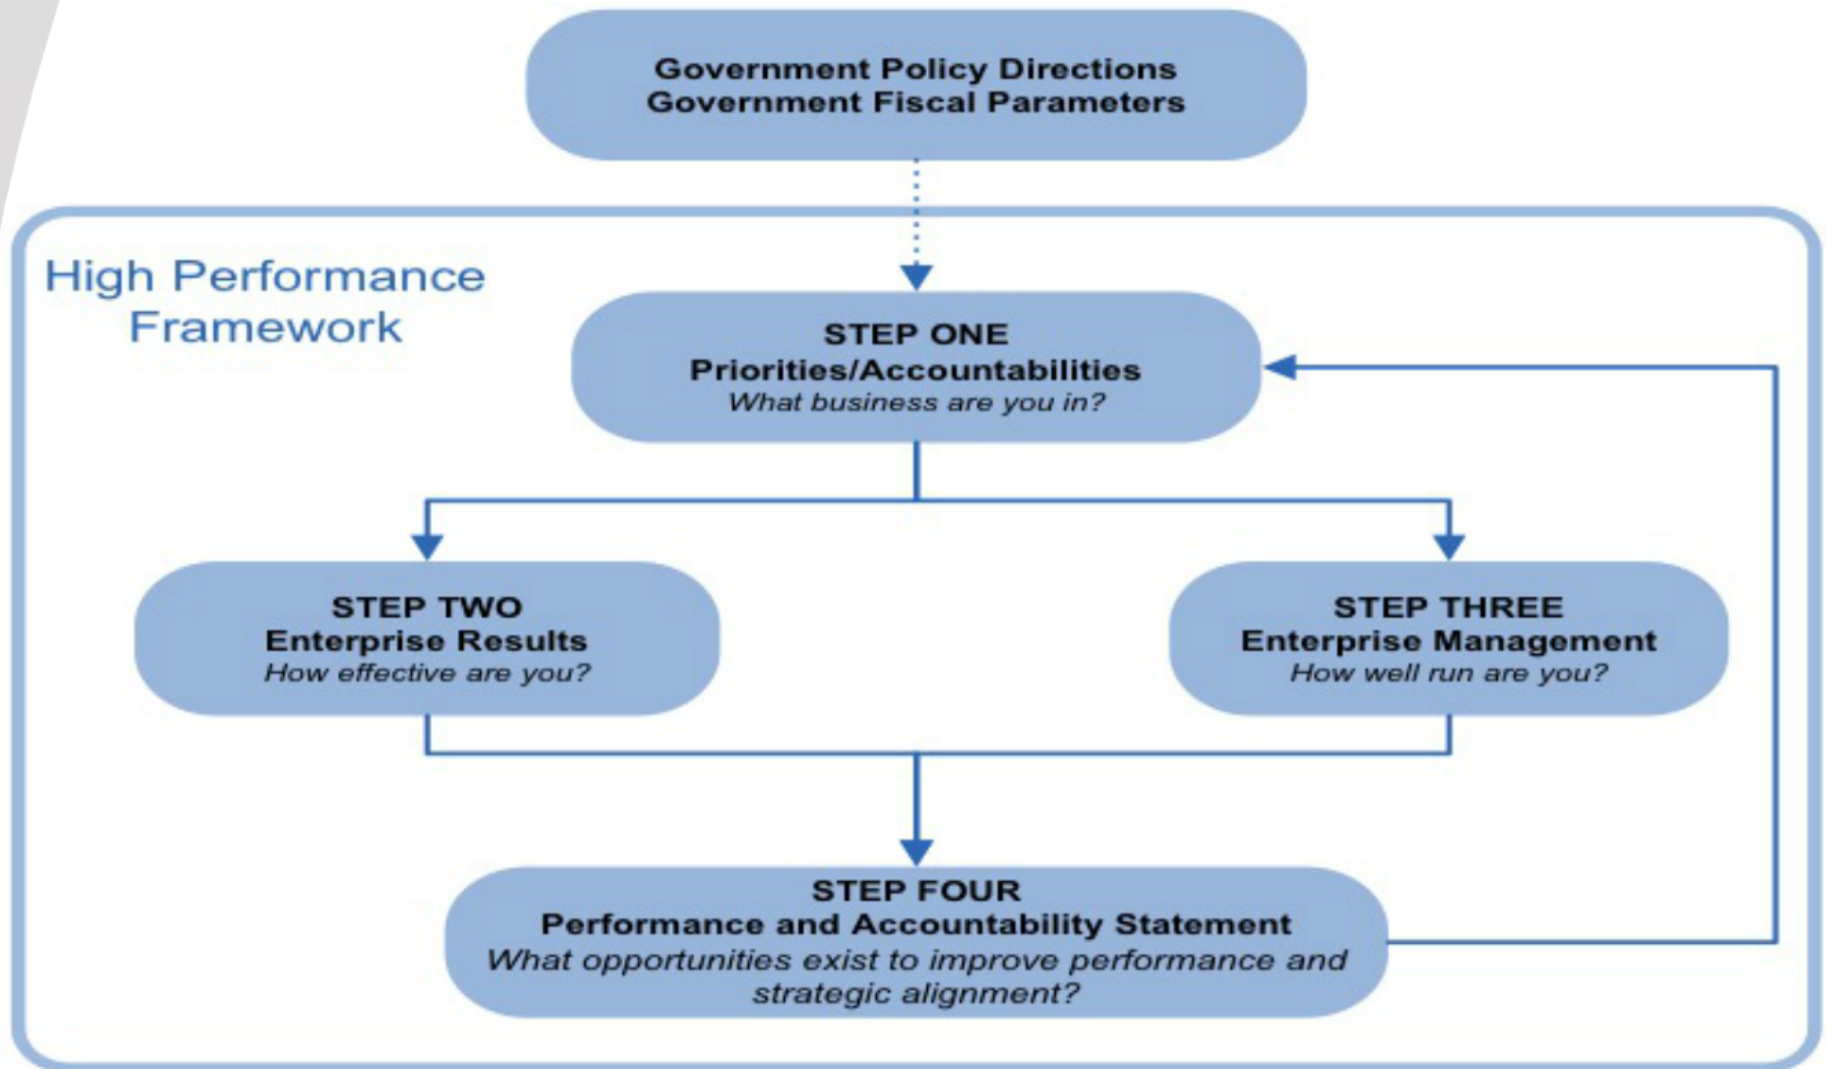 Government Policy Directions
Government Fiscal Parameters
High Performance
Framework
STEP ONE
Priorities/Accountabilities
What business are you in?
STEP TWO
Enterprise Results
How effective are you?
STEP THREE
Enterprise Management
How well run are you?
STEP FOUR
Performance and Accountability Statement
What opportunities exist to improve performance and
strategic alignment?